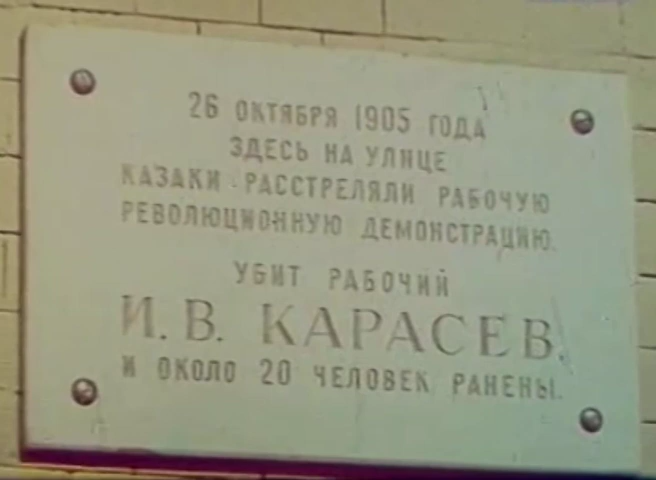 26 ОКТЯБРЯ 1905 ГОДА
ЗДЕСЬ НА УЛИЦЕ
КАЗАКИ РАССТРЕЛЯЛИ РАБОЧУЮ
РЕВОЛЮЦИОННУЮ ДЕМОНСТРАЦИЮ.
УБИТ РАБОЧИЙ
И. В. КАРАСЕВ,
И ОКОЛО 20 ЧЕЛОВЕК РАНЕНЫ.